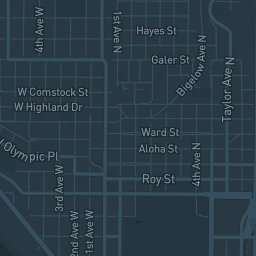 4th Ave W
1st Ave N
Hayes St
Galer St
Bigelow Ave N
Taylor Ave N
W Comstock St
W Highland Dr
Ward St
Aloha St
Olympic Pl
4th Ave N
3rd Ave W
Roy St
2nd Ave W
1st Ave W